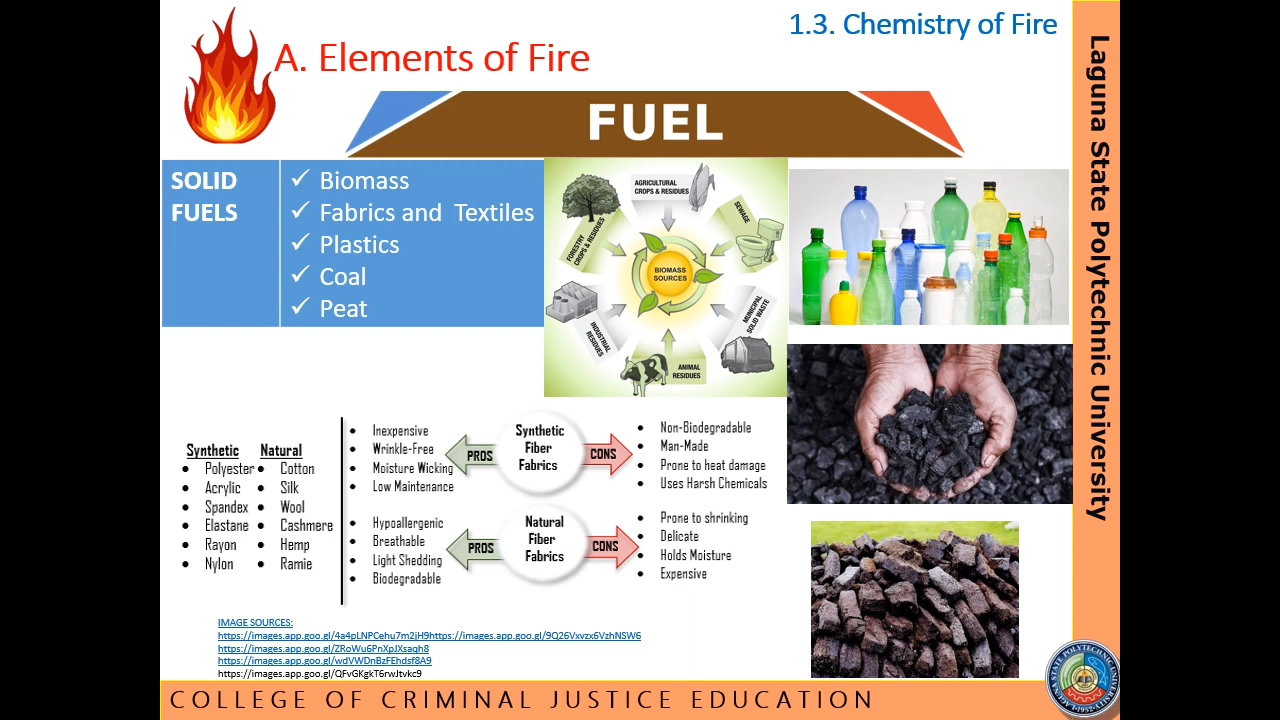 1.3. Chemistry of Fire
A. Elements of Fire
FUEL
SOLID
FUELS
✓ Biomass
✓ Fabrics and Textiles
✓ Plastics
✓ Coal
✓ Peat
AGRICULTURAL
CROPS & RESIDUES
SEWAGE
MUNICIPAL
SOLID WASTE
ANIMAL
RESIDUES
INDUSTRIAL
RESIDUES
FORESTRY
CROPS & RESIDUES
BIOMASS
SOURCES
Synthetic
• Polyester
• Acrylic
• Spandex
• Elastane
• Rayon
• Nylon
Natural
• Cotton
• Silk
• Wool
• Cashmere
• Hemp
• Ramie
• Inexpensive
• Wrinkle-Free
• Moisture Wicking
• Low Maintenance
PROS
Synthetic
Fiber
Fabrics
CONS
• Non-Biodegradable
• Man-Made
• Prone to heat damage
• Uses Harsh Chemicals
• Hypoallergenic
• Breathable
• Light Shedding
• Biodegradable
PROS
Natural
Fiber
Fabrics
CONS
• Prone to shrinking
• Delicate
• Holds Moisture
• Expensive
IMAGE SOURCES:
https://images.app.goo.gl/4a4pLNPCehu7m2jH9https://images.app.goo.gl/9Q26Vxvzx6VzhNSW6
https://images.app.goo.gl/ZRoWu6PnXpJXsaqh8
https://images.app.goo.gl/wdVWDnBzFEhdsf8A9
https://images.app.goo.gl/QFvGKgkT6rwJtvkc9
COLLEGE OF CRIMINAL JUSTICE EDUCATION
Laguna State Polytechnic University